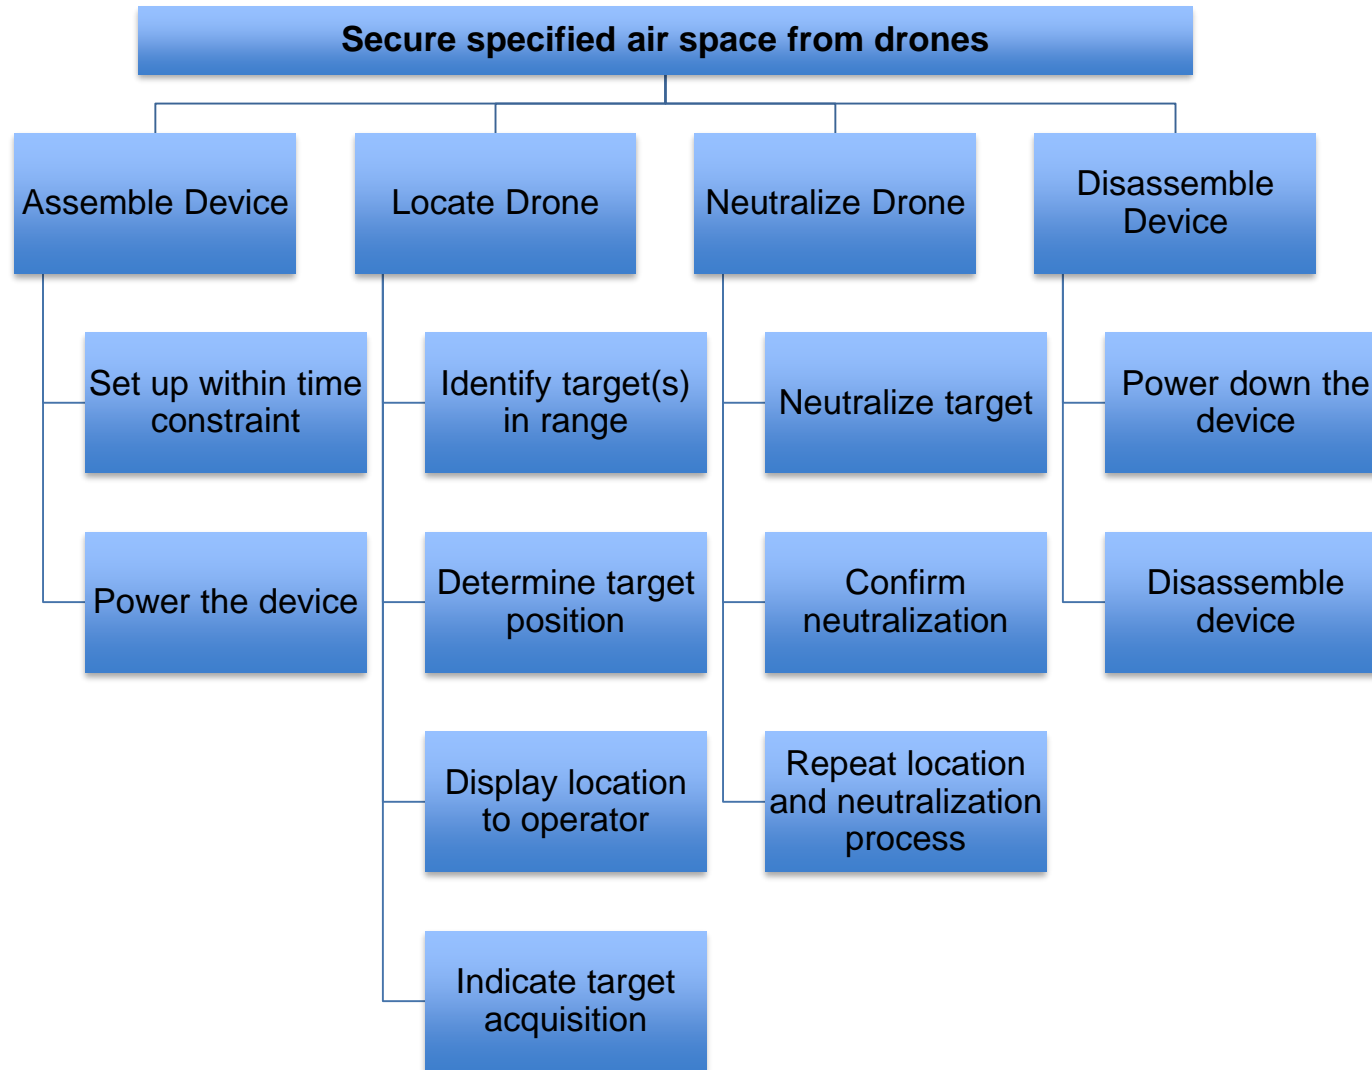 Secure specified air space from drones
Assemble Device
Locate Drone
Neutralize Drone
Disassemble
Device
Set up within time
constraint
Identify target(s)
in range
Neutralize target
Power down the
device
Power the device
Determine target
position
Confirm
neutralization
Disassemble
device
Display location
to operator
Repeat location
and neutralization
process
Indicate target
acquisition